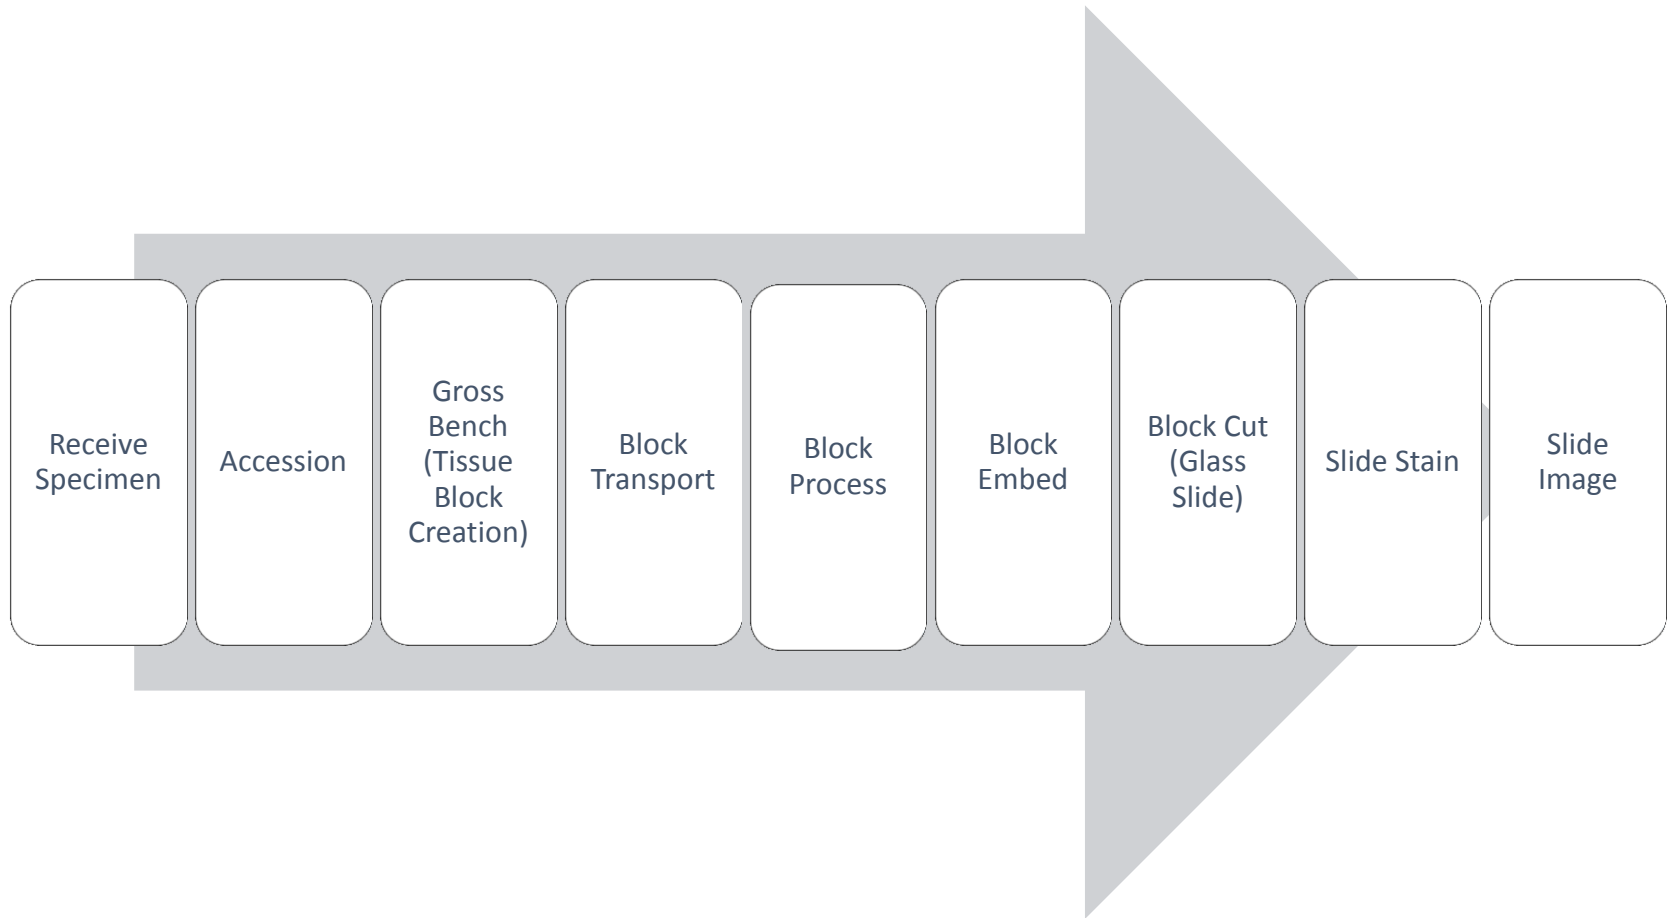 Receive
Specimen
Accession
Gross
Bench
(Tissue
Block
Creation)
Block
Transport
Block
Process
Block
Embed
Block Cut
(Glass
Slide)
Slide Stain
Slide
Image